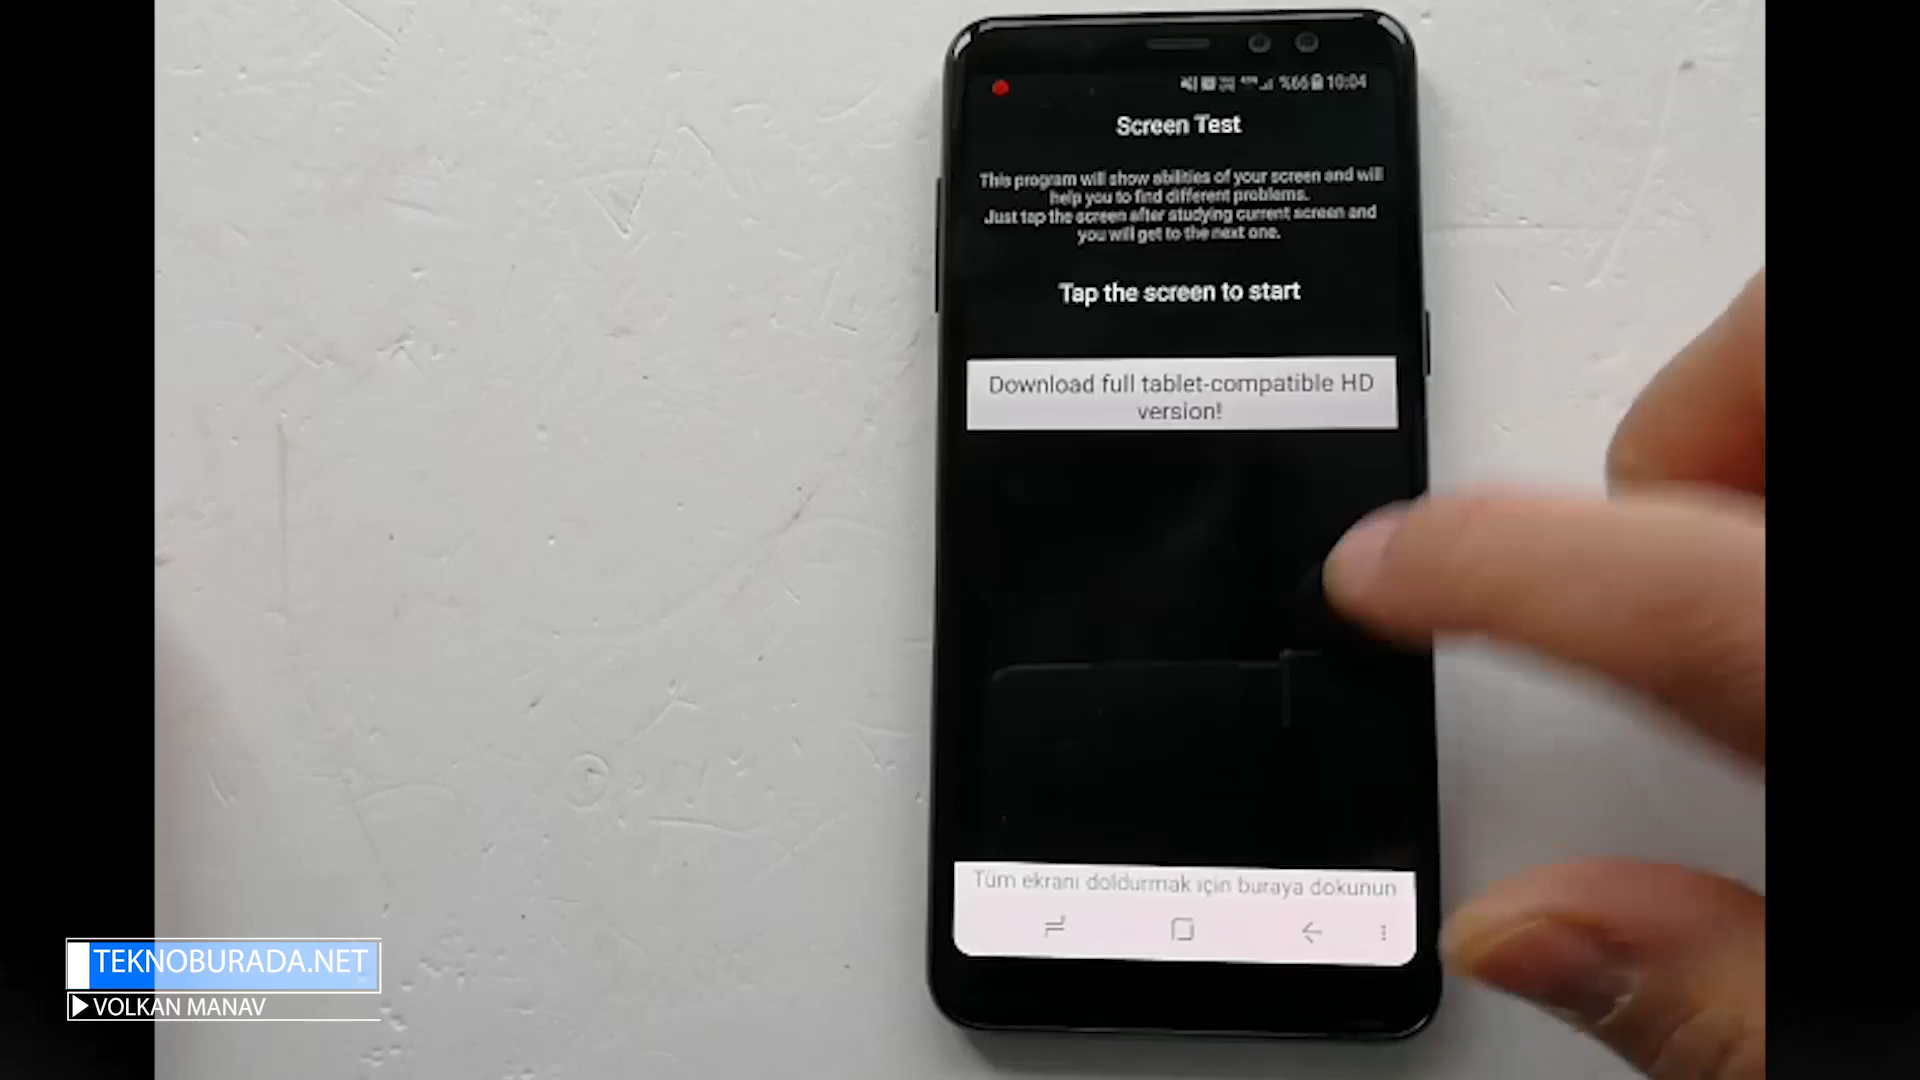 %66 10:04
Screen Test
This program will show abilities of your screen and will
help you to find different problems.
Just tap the screen after studying current screen and
you will get to the next one.
Tap the screen to start
Download full tablet-compatible HD
version!
Tüm ekranı doldurmak için buraya dokunun
TEKNOBURADA.NET
VOLKAN MANAV